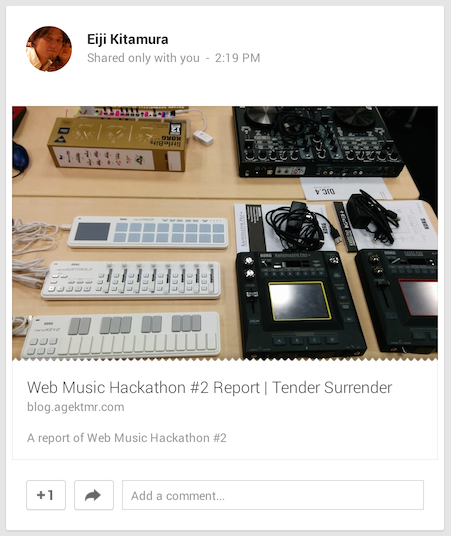 Eiji Kitamura
Shared only with you - 2:19 PM
littleBits
KORG
Web Music Hackathon #2 Report | Tender Surrender
blog.agektmr.com
A report of Web Music Hackathon #2
+1
Add a comment...